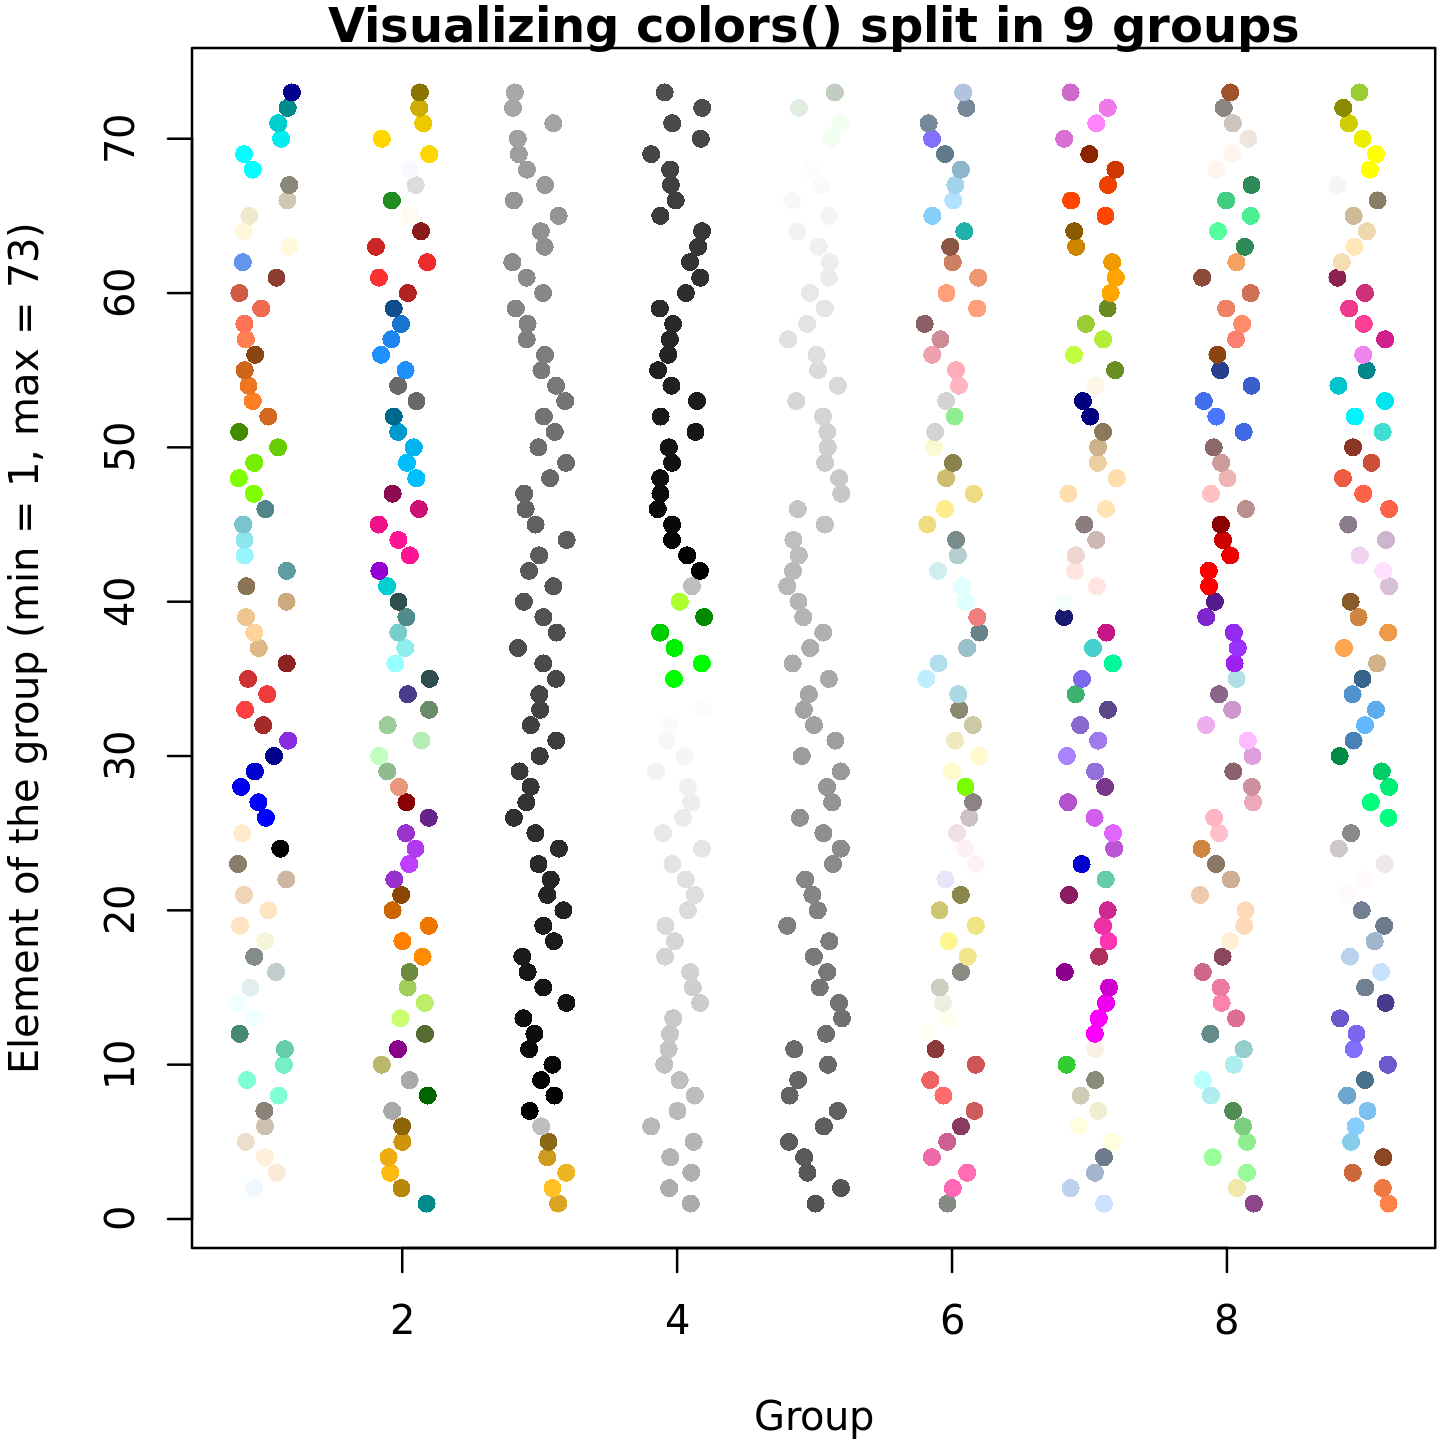 Visualizing colors() split in 9 groups
Element of the group (min = 1, max = 73)
70
60
50
40
30
20
10
0
2 4 6 8
Group